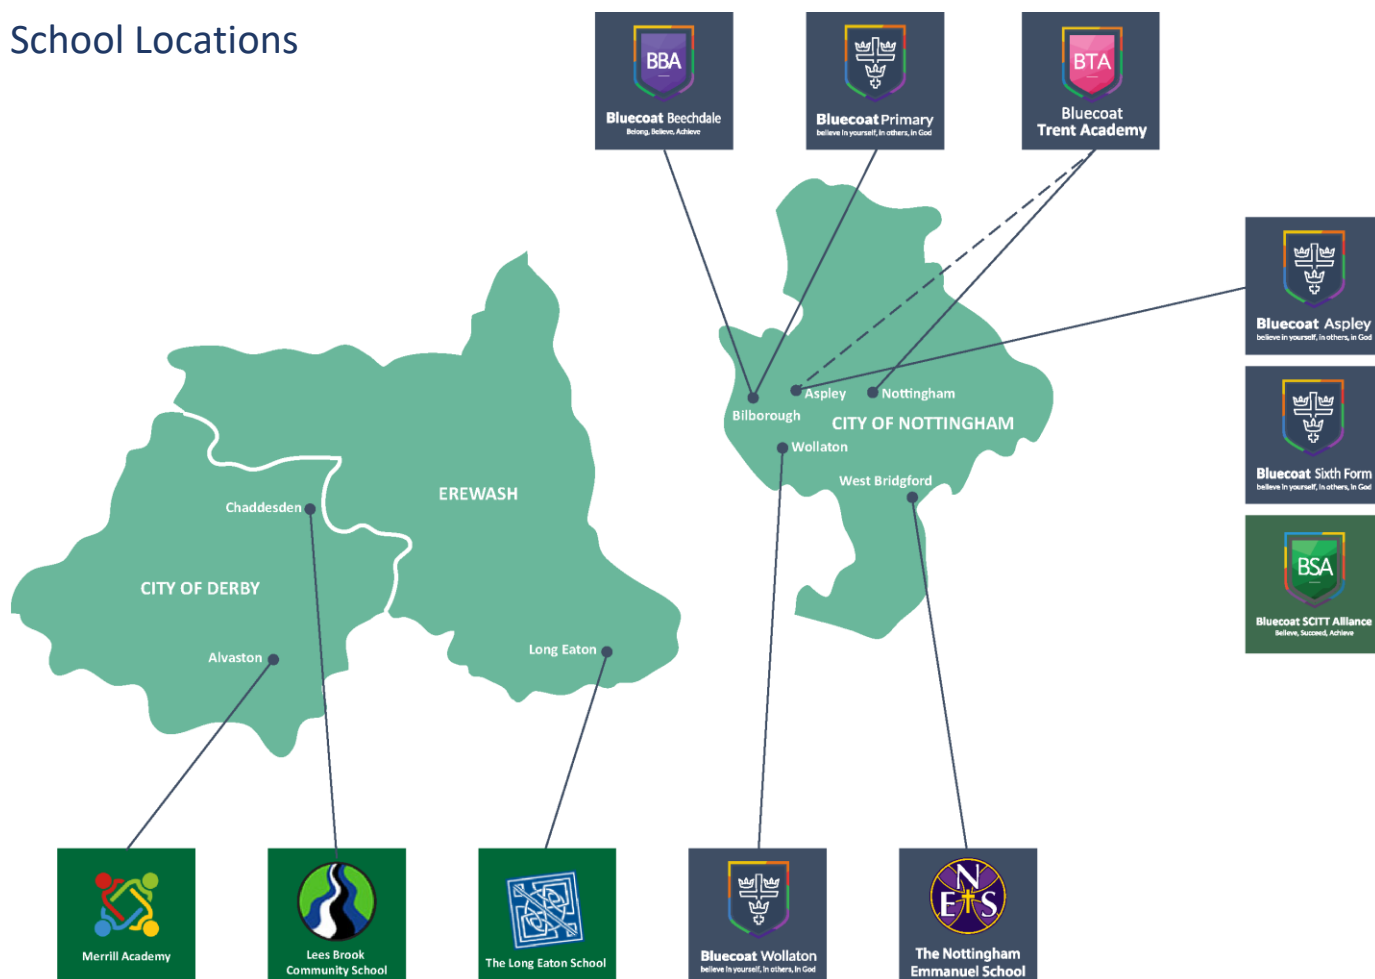 School Locations
BBA
Bluecoat Beechdale
Belong, Believe, Achieve
Bluecoat Primary
believe in yourself, in others, in God
BTA
Bluecoat
Trent Academy
Bluecoat Aspley
believe in yourself, in others, in God
Bluecoat Sixth Form
believe in yourself, in others, in God
BSA
Bluecoat SCITT Alliance
Believe, Succeed, Achieve
Aspley
Nottingham
Bilborough
CITY OF NOTTINGHAM
Wollaton
West Bridgford
EREWASH
Chaddesden
CITY OF DERBY
Alvaston
Long Eaton
Merrill Academy
Lees Brook
Community School
The Long Eaton School
Bluecoat Wollaton
believe in yourself, in others, in God
N
E S
The Nottingham
Emmanuel School